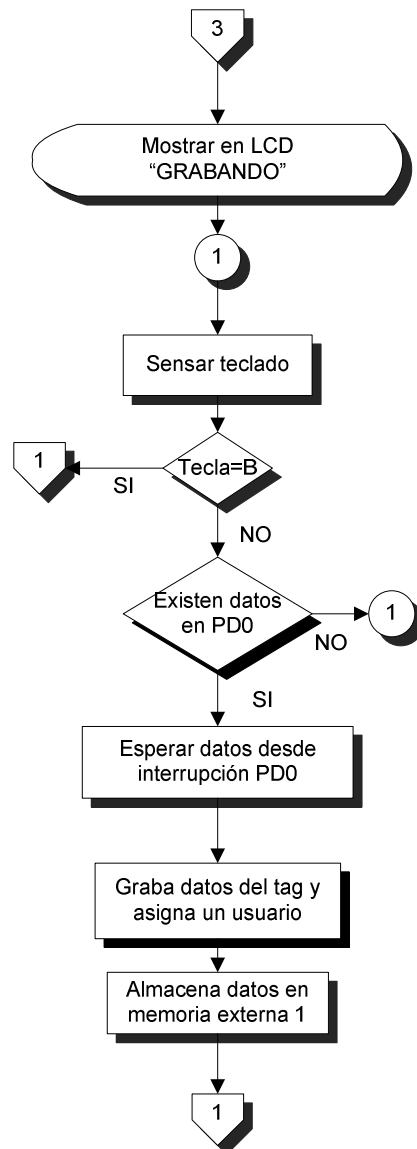 3
Mostrar en LCD
“GRABANDO”
1
Sensar teclado
Tecla=B
SI
1
NO
Existen datos
en PD0
NO
1
SI
Esperar datos desde
interrupción PD0
Graba datos del tag y
asigna un usuario
Almacena datos en
memoria externa 1
1